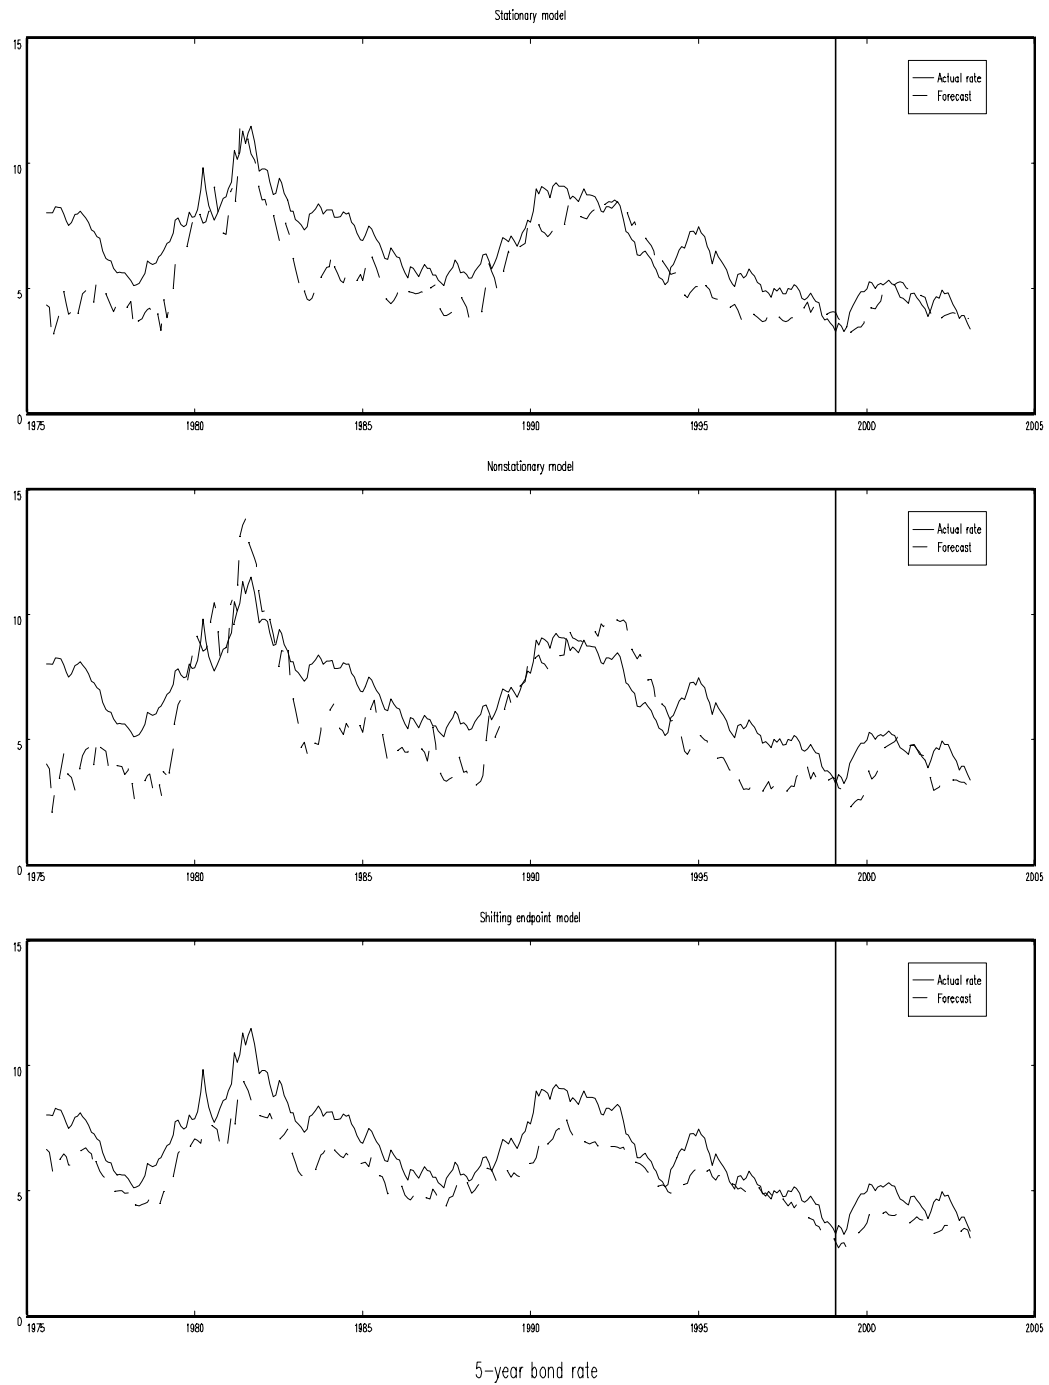 Stationary model
15
Actual rate
Forecast
10
5
0
1975 1980 1985 1990 1995 2000 2005
Nonstationary model
15
Actual rate
Forecast
10
5
0
1975 1980 1985 1990 1995 2000 2005
Shifting endpoint model
15
Actual rate
Forecast
10
5
0
1975 1980 1985 1990 1995 2000 2005
5-year bond rate